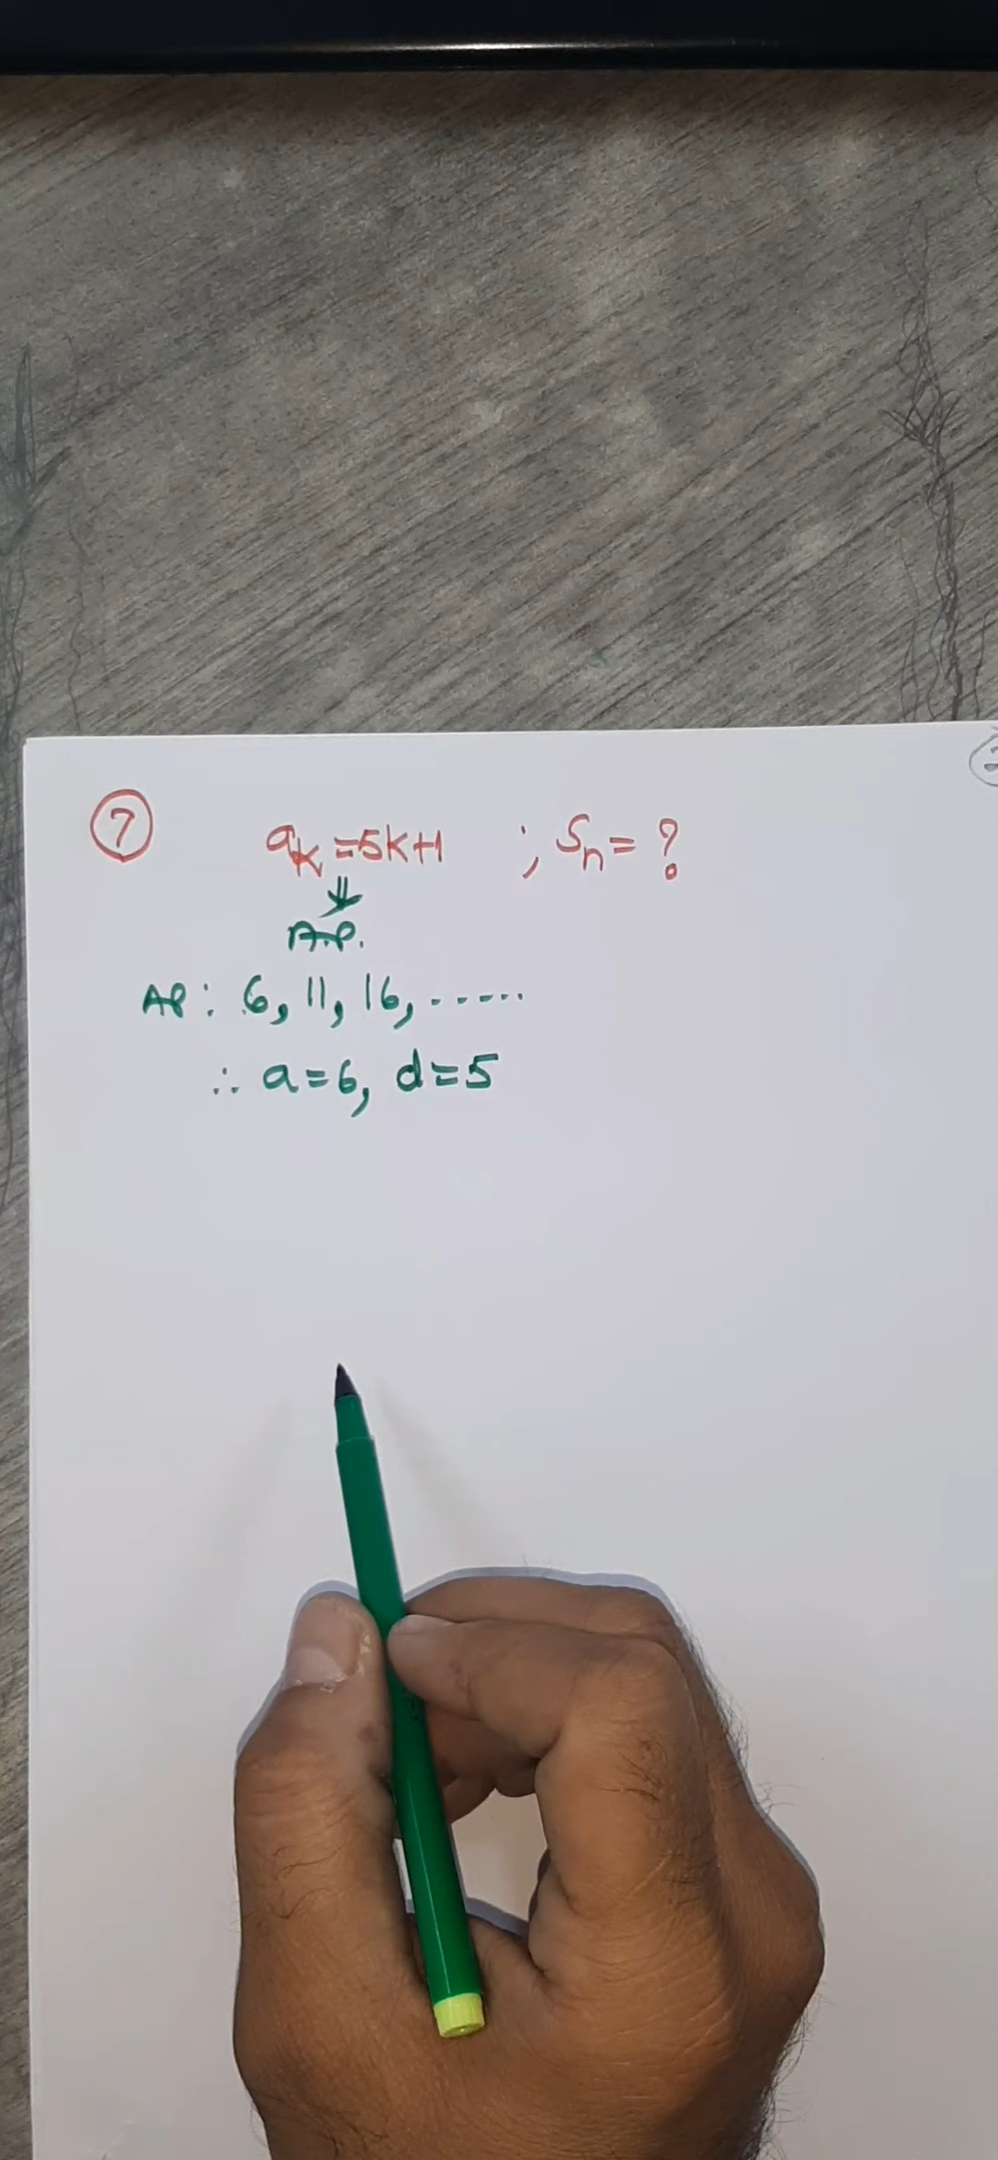 7 aₖ=5k+1 ; Sₙ= ?
⇓
A.P.
AP: 6, 11, 16, ......
∴ a=6, d=5